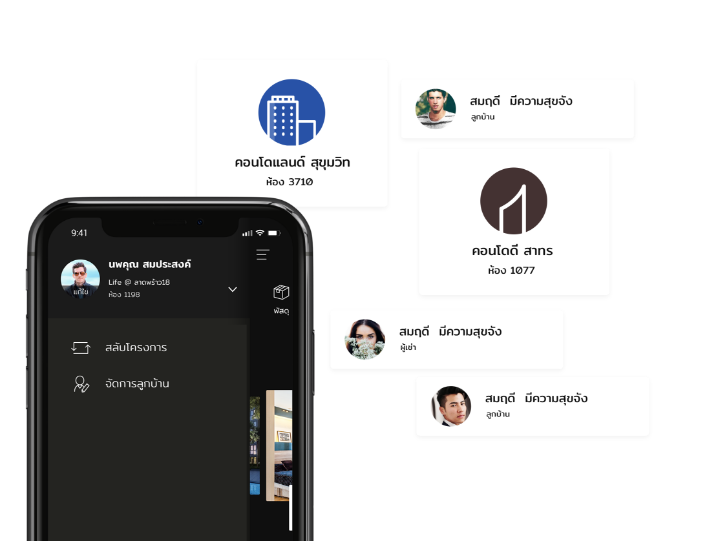 คอนโดแลนด์ สุขุมวิท
ห้อง 3710
สมฤดี มีความสุขจัง
ลูกบ้าน
คอนโดดี สาทร
ห้อง 1077
สมฤดี มีความสุขจัง
ผู้เช่า
สมฤดี มีความสุขจัง
ลูกบ้าน
9:41
นพคุณ สมประสงค์
Life @ ลาดพร้าว18
ห้อง 1198
แก้ไข
พัสดุ
สลับโครงการ
จัดการลูกบ้าน